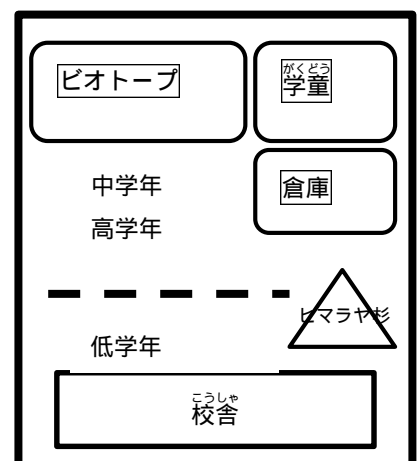 ビオトープ
がくどう
学童
倉庫
中学年
高学年
ヒマラヤ杉
低学年
こうしゃ
校舎